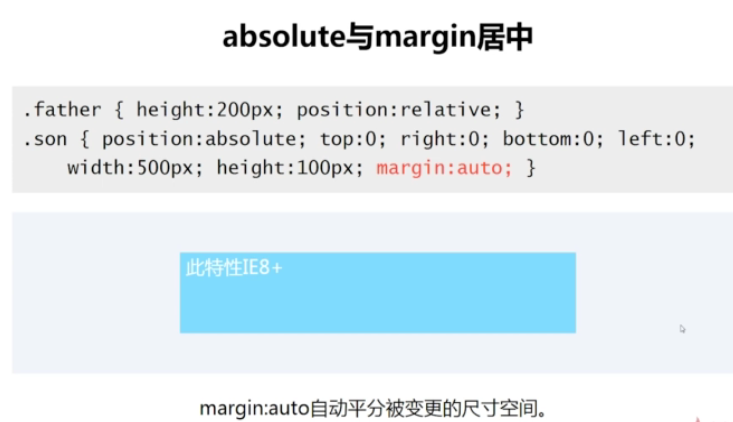 absolute与margin居中
.father { height:200px; position:relative; }
.son { position:absolute; top:0; right:0; bottom:0; left:0;
width:500px; height:100px; margin:auto; }
此特性IE8+
margin:auto自动平分被变更的尺寸空间。